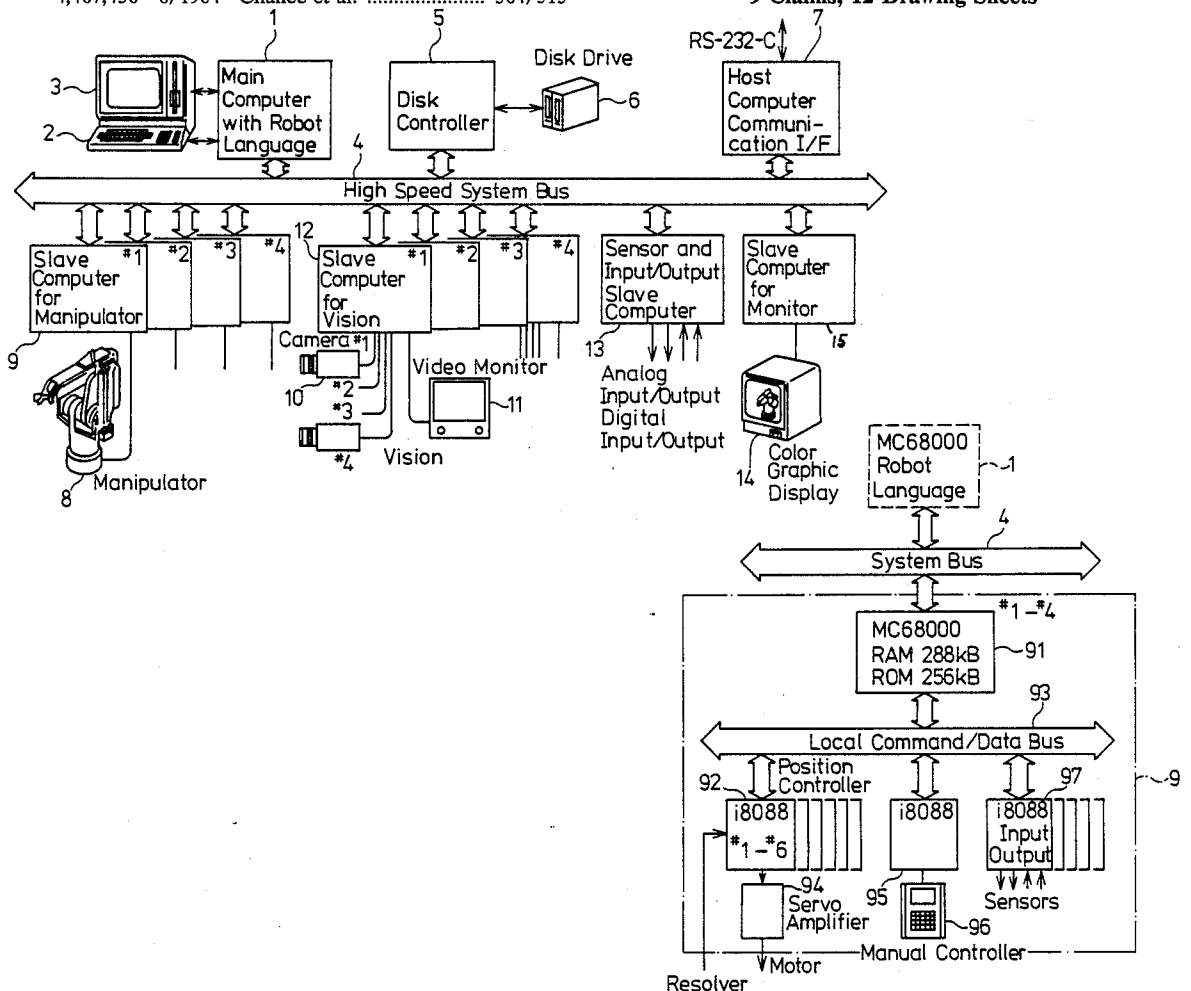 9 Claims, 12 Drawing Sheets
1
5
RS-232-C
7
3
2
Main
Computer
with Robot
Language
Disk
Controller
Disk Drive
6
Host
Computer
Communi-
cation I/F
4
High Speed System Bus
Slave #1
Computer
for
Manipulator
#2
#3
#4
9
12
Slave #1
Computer
for
Vision
#2
#3
#4
Sensor and
Input/Output
Slave
Computer
13
Slave
Computer
for
Monitor
15
Camera #1
10
#2
#3
#4
Video Monitor
11
Vision
Analog
Input/Output
Digital
Input/Output
14
Color
Graphic
Display
8
Manipulator
MC68000
Robot
Language
1
4
System Bus
#1-#4
MC68000
RAM 288kB
ROM 256kB
91
93
Local Command/Data Bus
Position
Controller
92
i8088
#1-#6
i8088
97
i8088
Input
Output
9
94
Servo
Amplifier
95
96
Sensors
Manual Controller
Motor
Resolver